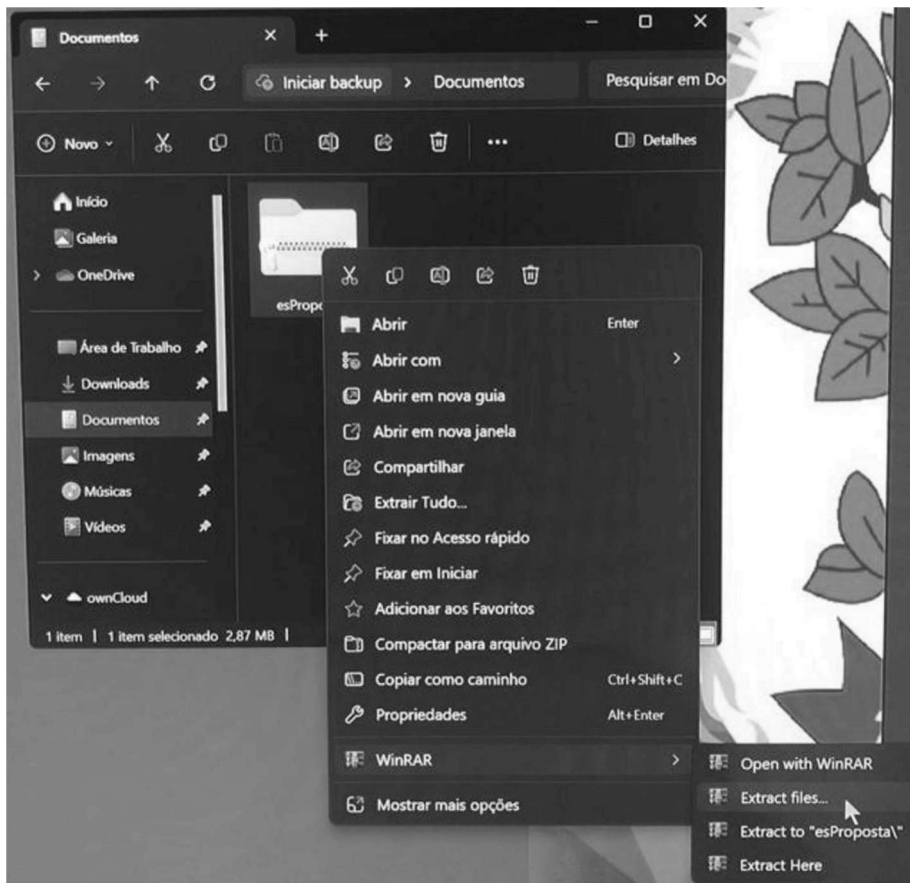 Documentos
Iniciar backup > Documentos
Pesquisar em Do
Novo
Detalhes
Início
Galeria
OneDrive
Área de Trabalho
Downloads
Documentos
Imagens
Músicas
Vídeos
ownCloud
1 item | 1 item selecionado 2,87 MB |
esPropo
Abrir Enter
Abrir com
Abrir em nova guia
Abrir em nova janela
Compartilhar
Extrair Tudo...
Fixar no Acesso rápido
Fixar em Iniciar
Adicionar aos Favoritos
Compactar para arquivo ZIP
Copiar como caminho Ctrl+Shift+C
Propriedades Alt+Enter
WinRAR
Mostrar mais opções
Open with WinRAR
Extract files...
Extract to "esProposta\"
Extract Here